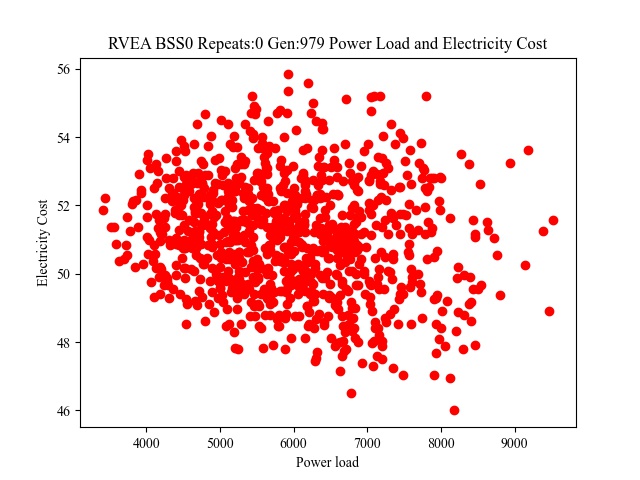 RVEA BSS0 Repeats:0 Gen:979 Power Load and Electricity Cost
56
54
52
50
48
46
Electricity Cost
4000 5000 6000 7000 8000 9000
Power load